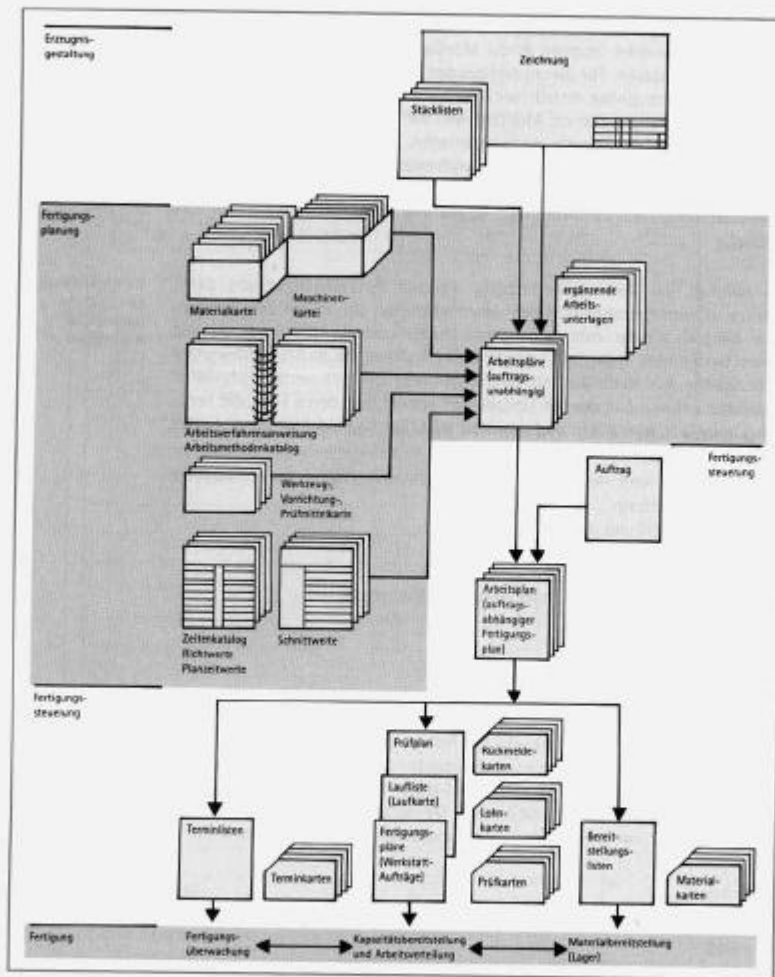 Erzeugnis-
gestaltung
Zeichnung
Stücklisten
Fertigungs-
planung
Materialkartei
Maschinen-
kartei
ergänzende
Arbeits-
unterlagen
Arbeitspläne
(auftrags-
unabhängig)
Arbeitsverfahrensanweisung
Arbeitsmethodenkatalog
Fertigungs-
steuerung
Werkzeug-,
Vorrichtung-,
Prüfmittelkartei
Auftrag
Arbeitsplan
(auftrags-
abhängiger
Fertigungs-
plan)
Zeitenkatalog
Richtwerte
Planzeitwerte
Schnittwerte
Fertigungs-
steuerung
Prüfplan
Rückmelde-
karten
Laufliste
(Laufkarte)
Lohn-
karten
Terminlisten
Fertigungs-
pläne
(Werkstatt-
Aufträge)
Bereit-
stellungs-
listen
Terminkarten
Prüfkarten
Material-
karten
Fertigung
Fertigungs-
überwachung
Kapazitätsbereitstellung
und Arbeitsverteilung
Materialbereitstellung
(Lager)